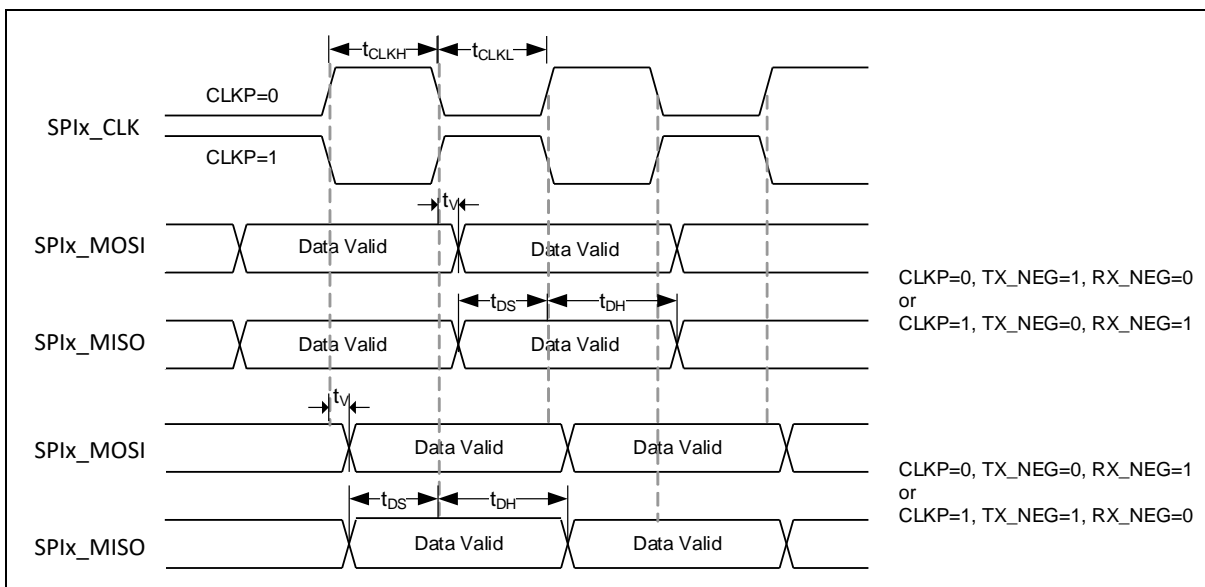 tCLKH tCLKL
CLKP=0
SPIx_CLK
CLKP=1
tV
SPIx_MOSI Data Valid Data Valid
CLKP=0, TX_NEG=1, RX_NEG=0
or
CLKP=1, TX_NEG=0, RX_NEG=1
tDS tDH
SPIx_MISO Data Valid Data Valid
tV
SPIx_MOSI Data Valid Data Valid
CLKP=0, TX_NEG=0, RX_NEG=1
or
CLKP=1, TX_NEG=1, RX_NEG=0
tDS tDH
SPIx_MISO Data Valid Data Valid